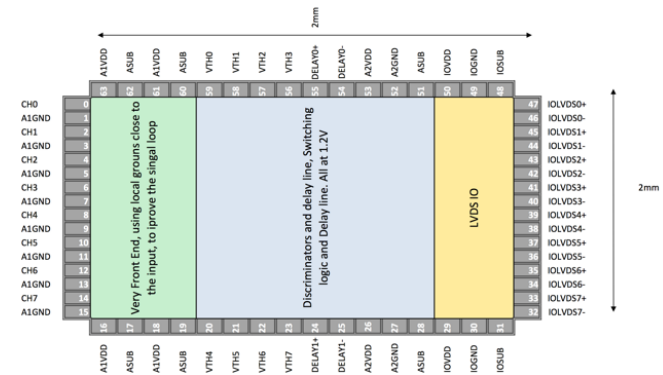 2mm
A1VDD ASUB A1VDD ASUB VTH0 VTH1 VTH2 VTH3 DELAY0+ DELAY0- A2VDD A2GND ASUB IOVDD IOGND IOSUB
63 62 61 60 59 58 57 56 55 54 53 52 51 50 49 48
CH0 0 47 IOLVDS0+
A1GND 1 46 IOLVDS0-
CH1 2 45 IOLVDS1+
A1GND 3 44 IOLVDS1-
CH2 4 43 IOLVDS2+
A1GND 5 42 IOLVDS2-
CH3 6 41 IOLVDS3+
A1GND 7 40 IOLVDS3-
CH4 8 39 IOLVDS4+
A1GND 9 38 IOLVDS4-
CH5 10 37 IOLVDS5+
A1GND 11 36 IOLVDS5-
CH6 12 35 IOLVDS6+
A1GND 13 34 IOLVDS6-
CH7 14 33 IOLVDS7+
A1GND 15 32 IOLVDS7-
Very Front End, using local grouns close to
the input, to iprove the singal loop
Discriminators and delay line, Switching
logic and Delay line. All at 1.2V
LVDS IO
2mm
16 17 18 19 20 21 22 23 24 25 26 27 28 29 30 31
A1VDD ASUB A1VDD ASUB VTH4 VTH5 VTH6 VTH7 DELAY1+ DELAY1- A2VDD A2GND ASUB IOVDD IOGND IOSUB